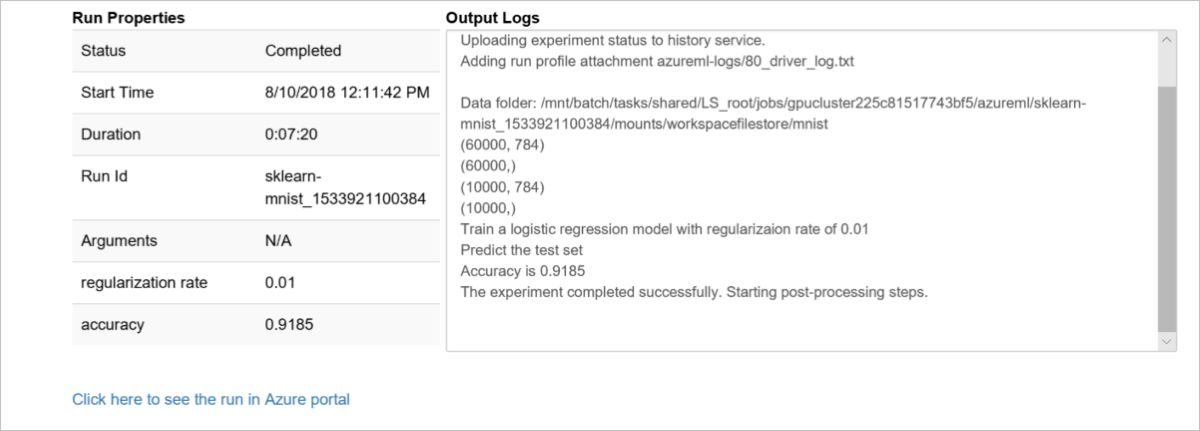 Run Properties
Status Completed
Start Time 8/10/2018 12:11:42 PM
Duration 0:07:20
Run Id sklearn-
mnist_1533921100384
Arguments N/A
regularization rate 0.01
accuracy 0.9185
Output Logs
Uploading experiment status to history service.
Adding run profile attachment azureml-logs/80_driver_log.txt
Data folder: /mnt/batch/tasks/shared/LS_root/jobs/gpucluster225c81517743bf5/azureml/sklearn-
mnist_1533921100384/mounts/workspacefilestore/mnist
(60000, 784)
(60000,)
(10000, 784)
(10000,)
Train a logistic regression model with regularizaion rate of 0.01
Predict the test set
Accuracy is 0.9185
The experiment completed successfully. Starting post-processing steps.
Click here to see the run in Azure portal